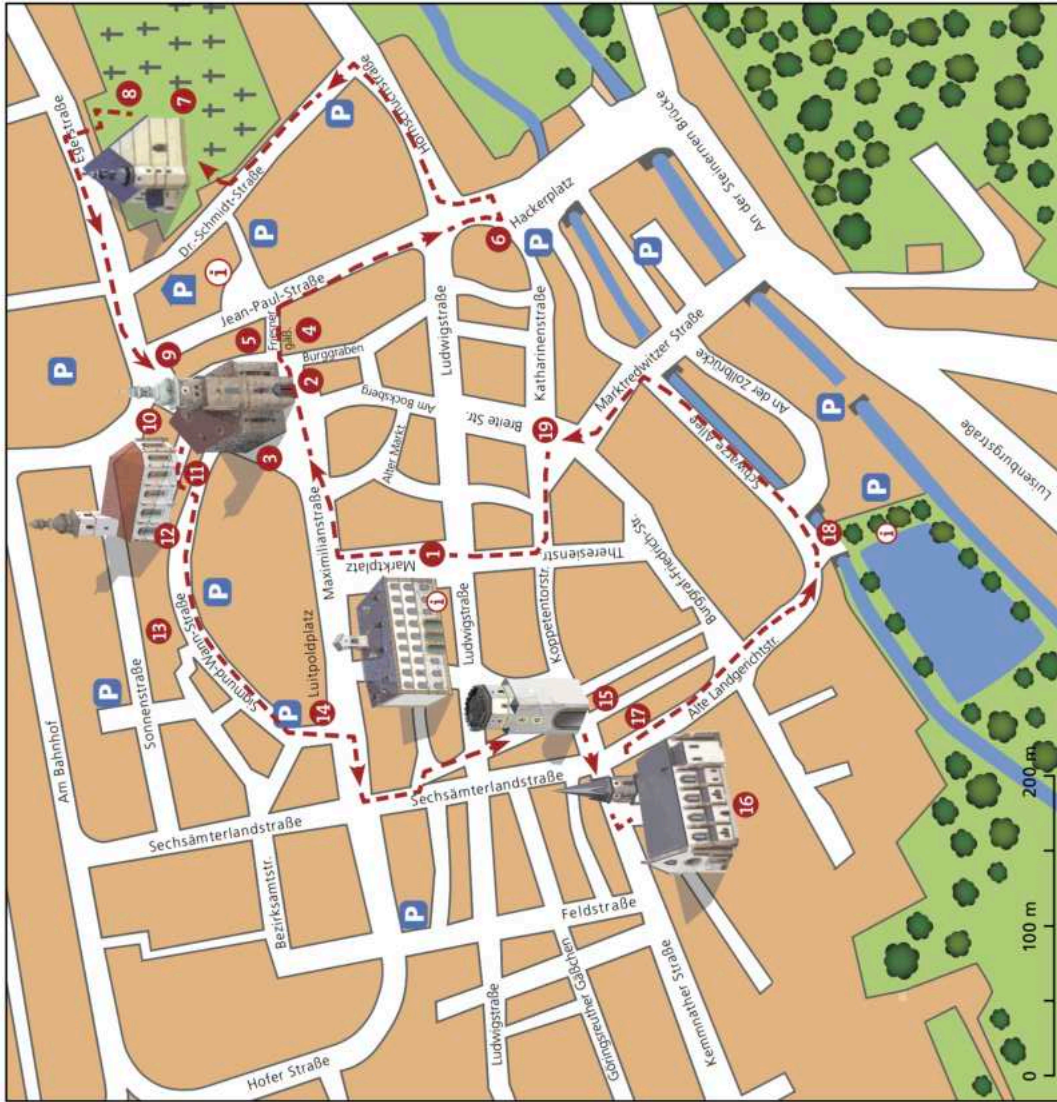 Egerstraße
8
7
Dr.-Schmidt-Straße
P
Hornschuchstraße
P
P
i
P
Jean-Paul-Straße
Hackerplatz
6
P
An der Steinernen Brücke
9
5
Friesner
gäß.
4
Burggraben
2
Ludwigstraße
Katharinenstraße
P
10
11
3
Am Bocksberg
Breite Str.
19
Marktredwitzer Straße
An der Zollbrücke
12
Alter Markt
Schwarze Allee
P
Luisenburgstraße
Maximilianstraße
Marktplatz
1
Theresienstr.
P
18
i
13
Sigmund-Wann-Straße
P
Luitpoldplatz
i
Ludwigstraße
Koppetentorstr.
Burggraf-Friedrich-Str.
P
Sonnenstraße
P
14
15
17
Alte Landgerichtstr.
Am Bahnhof
Sechsämterlandstraße
Sechsämterlandstraße
16
Bezirksamtstr.
P
Feldstraße
Hofer Straße
Ludwigstraße
Göringsreuther Gäßchen
Kemnather Straße
0
100 m
200 m